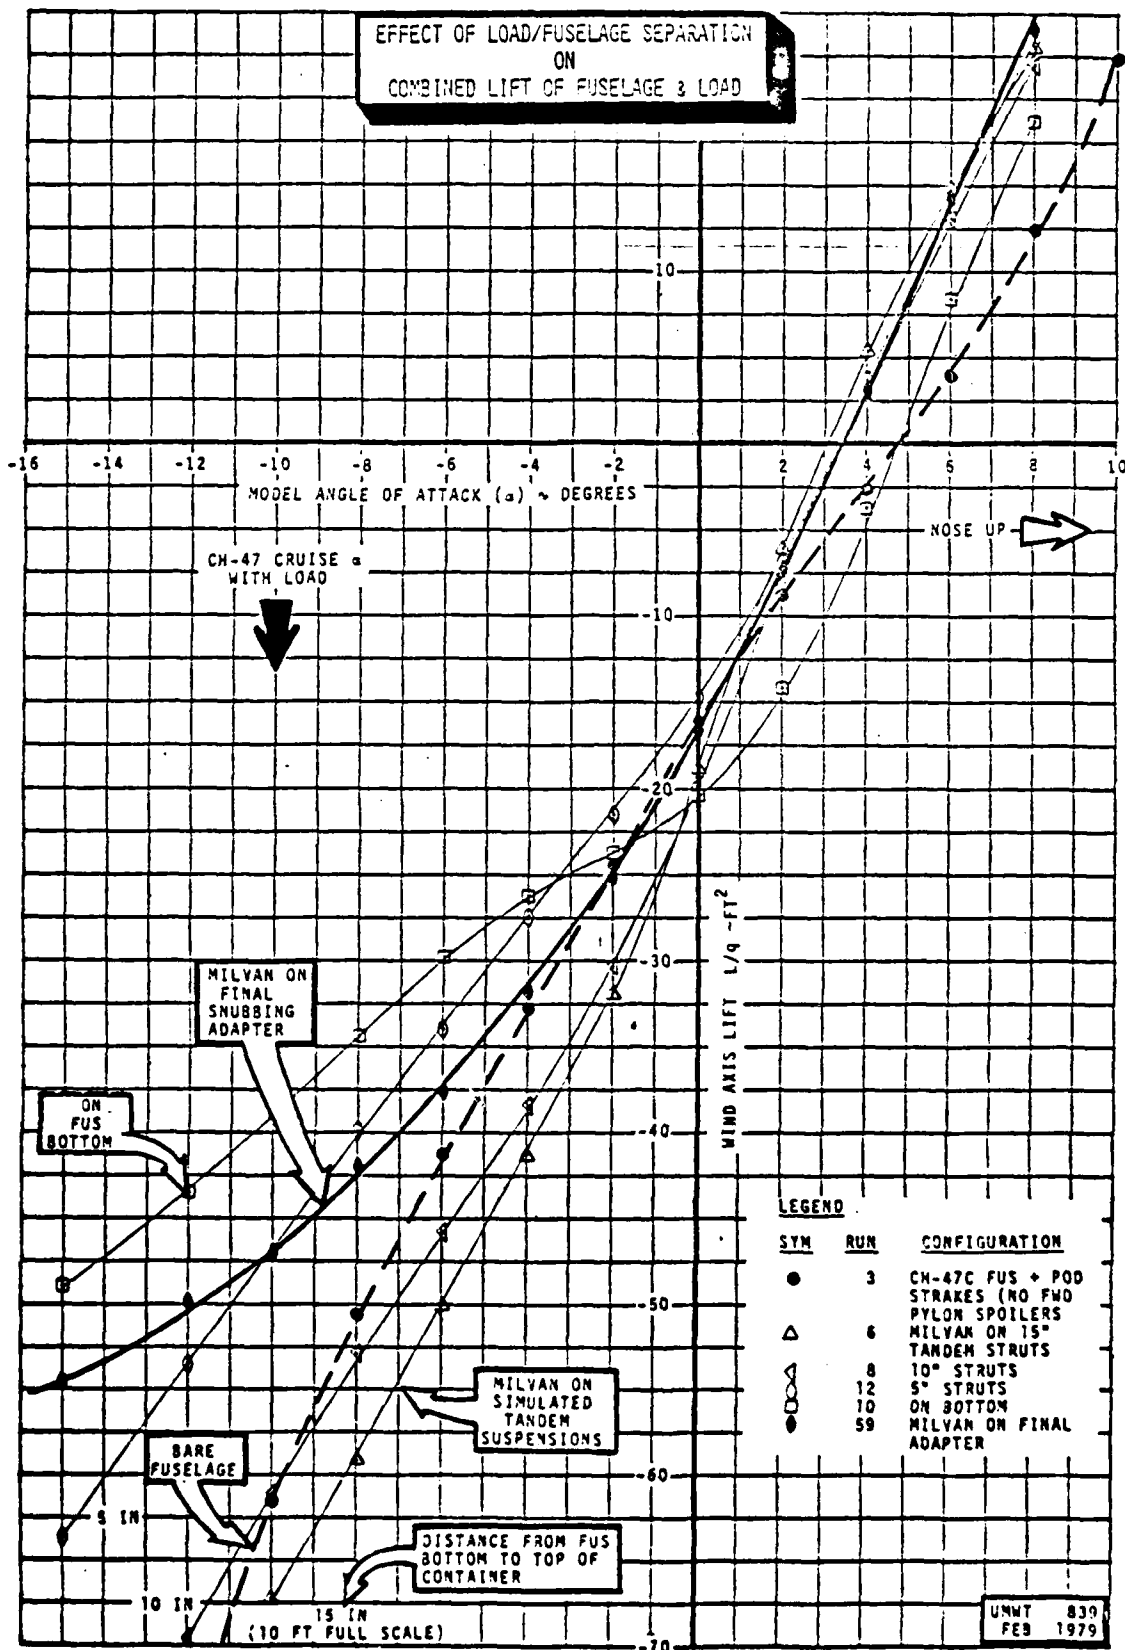 EFFECT OF LOAD/FUSELAGE SEPARATION
ON
COMBINED LIFT OF FUSELAGE & LOAD
10
-16 -14 -12 -10 -8 -6 -4 -2 2 4 6 8 10
MODEL ANGLE OF ATTACK (α) ~ DEGREES
NOSE UP
CH-47 CRUISE α
WITH LOAD
-10
-20
-30
-40
-50
-60
-70
WIND AXIS LIFT L/q ~FT²
MILVAN ON
FINAL
SNUBBING
ADAPTER
ON
FUS
BOTTOM
LEGEND
SYM RUN CONFIGURATION
3 CH-47C FUS + POD
STRAKES (NO FWD
PYLON SPOILERS
6 MILVAN ON 15"
TANDEM STRUTS
8 10" STRUTS
12 5" STRUTS
10 ON BOTTOM
59 MILVAN ON FINAL
ADAPTER
MILVAN ON
SIMULATED
TANDEM
SUSPENSIONS
BARE
FUSELAGE
5 IN
DISTANCE FROM FUS
BOTTOM TO TOP OF
CONTAINER
10 IN
15 IN
(10 FT FULL SCALE)
UMWT 839
FEB 1979